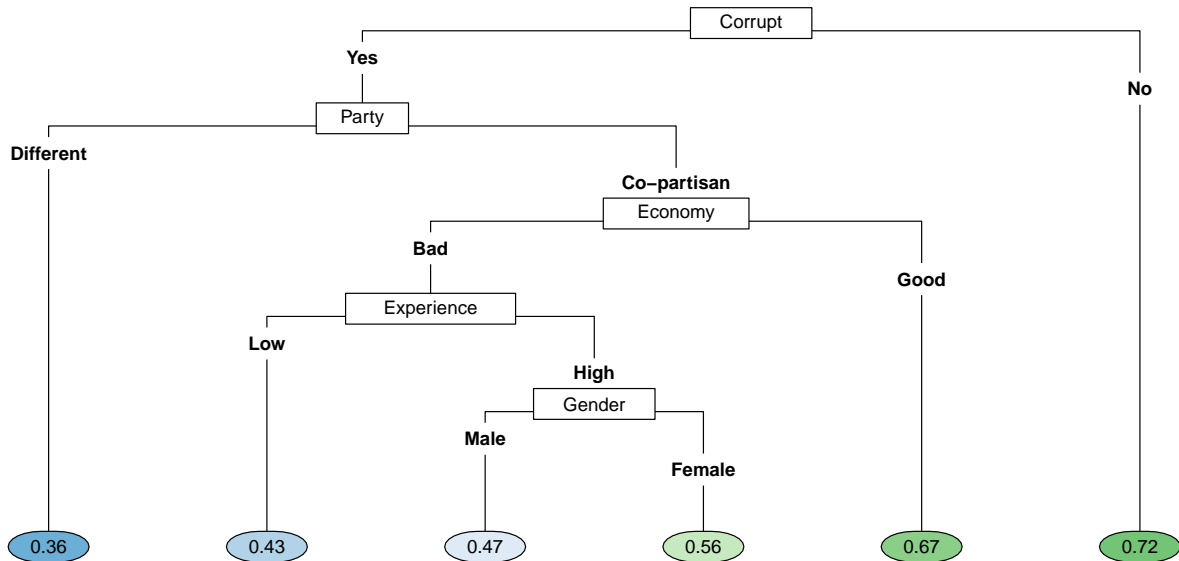 Corrupt
Yes
No
Party
Different
Co−partisan
Economy
Bad
Good
Experience
Low
High
Gender
Male
Female
0.36 0.43 0.47 0.56 0.67 0.72